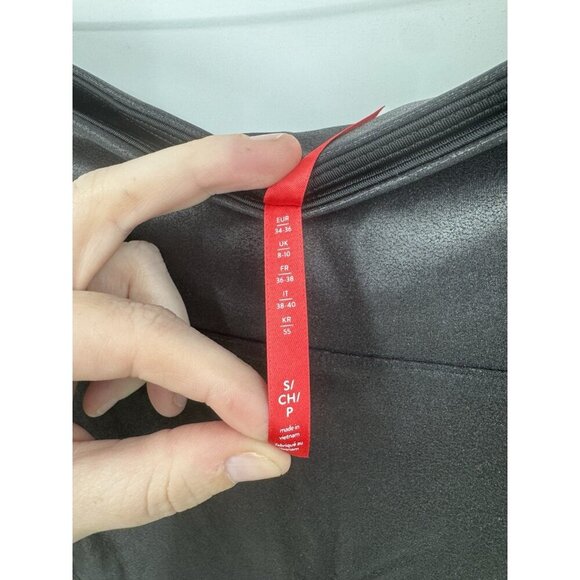 EUR
34-36
UK
8-10
FR
36-38
IT
38-40
KR
55
S/
CH/
P
made in
vietnam
fabriqué au
vietnam